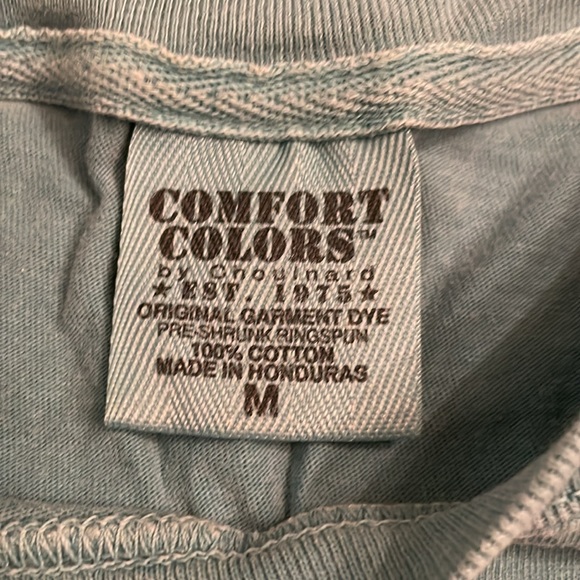 COMFORT
COLORS™
by Chouinard
★ EST. 1975 ★
ORIGINAL GARMENT DYE
PRE-SHRUNK RINGSPUN
100% COTTON
MADE IN HONDURAS
M